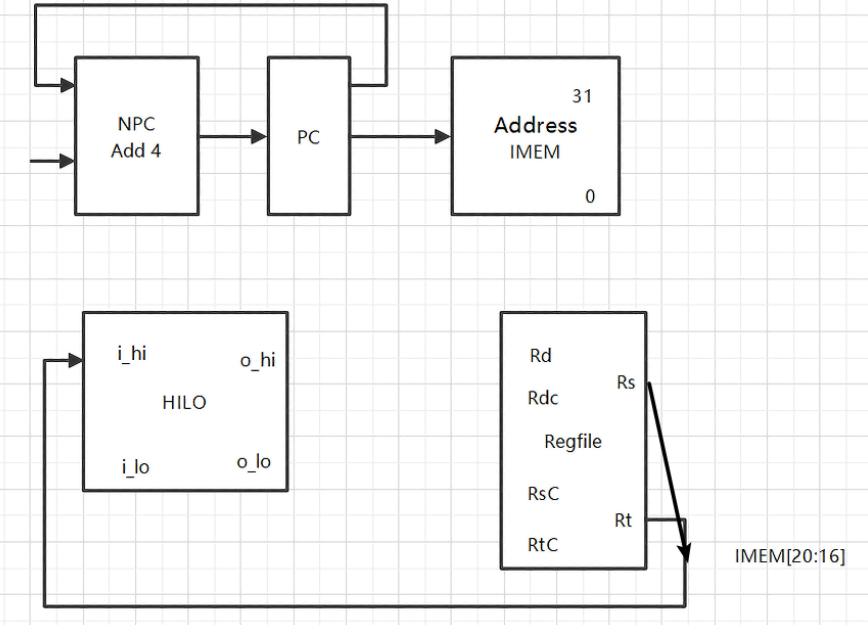 NPC
Add 4
PC
31
Address
IMEM
0
i_hi
o_hi
HILO
i_lo
o_lo
Rd
Rs
Rdc
Regfile
RsC
Rt
RtC
IMEM[20:16]